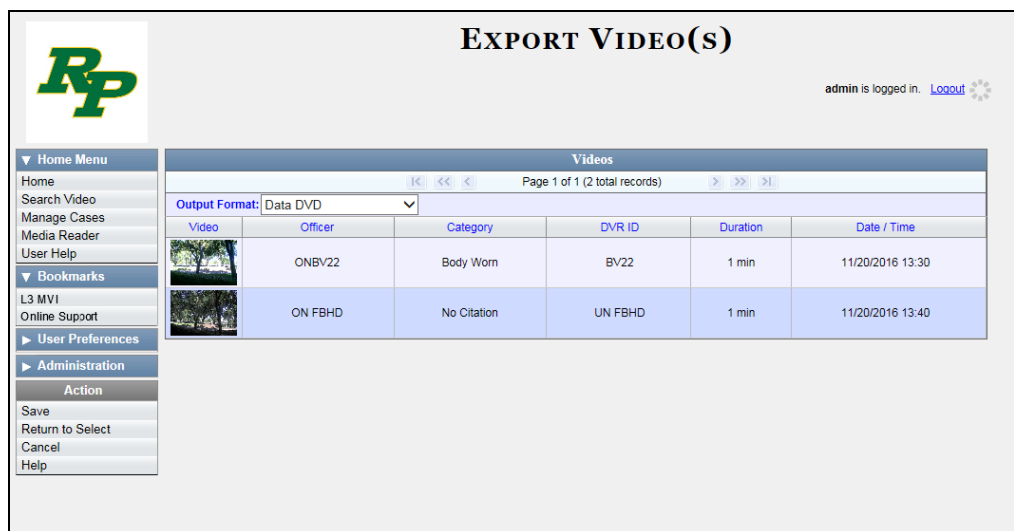 EXPORT VIDEO(S)
RP
admin is logged in. Logout
▼ Home Menu
Home
Search Video
Manage Cases
Media Reader
User Help
▼ Bookmarks
L3 MVI
Online Support
▶ User Preferences
▶ Administration
Action
Save
Return to Select
Cancel
Help
Videos
|< << < Page 1 of 1 (2 total records) > >> >|
Output Format: Data DVD
Video Officer Category DVR ID Duration Date / Time
ONBV22 Body Worn BV22 1 min 11/20/2016 13:30
ON FBHD No Citation UN FBHD 1 min 11/20/2016 13:40